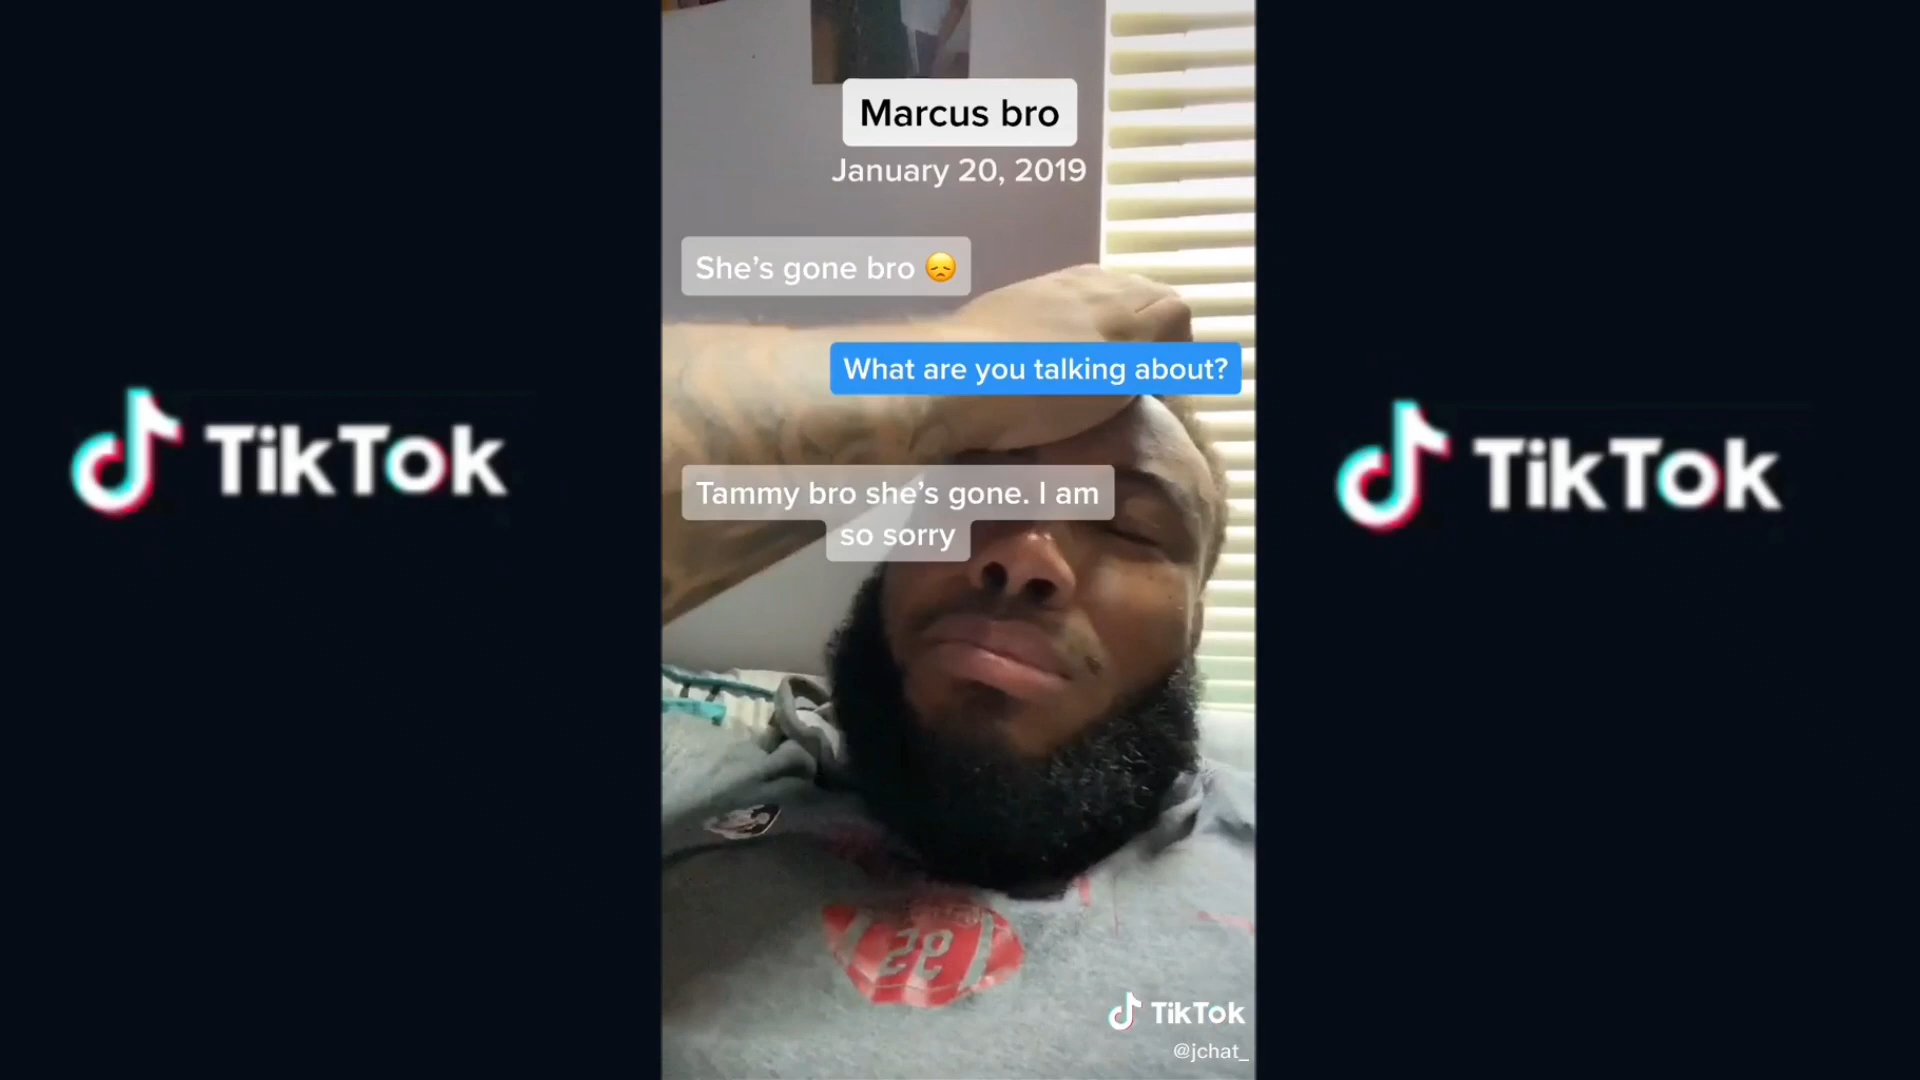 Marcus bro
January 20, 2019
She's gone bro 😞
What are you talking about?
Tammy bro she's gone. I am
so sorry
TikTok
TikTok
TikTok
@jchat_